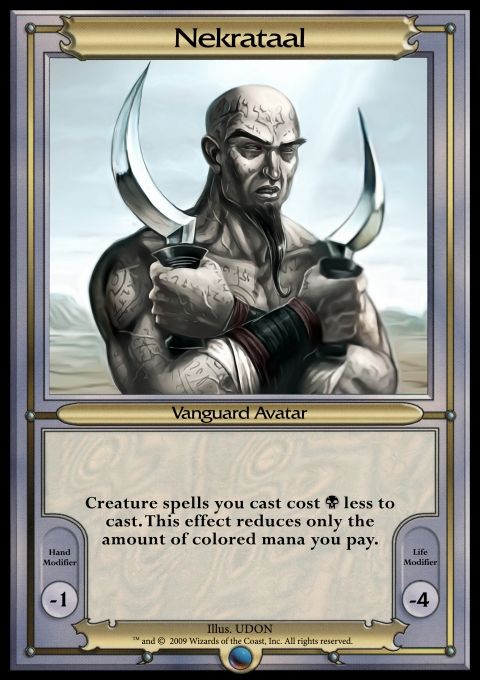 Nekrataal
Vanguard Avatar
Creature spells you cast cost less to
cast. This effect reduces only the
amount of colored mana you pay.
Hand
Modifier
-1
Life
Modifier
-4
Illus. UDON
™ and © 2009 Wizards of the Coast, Inc. All rights reserved.